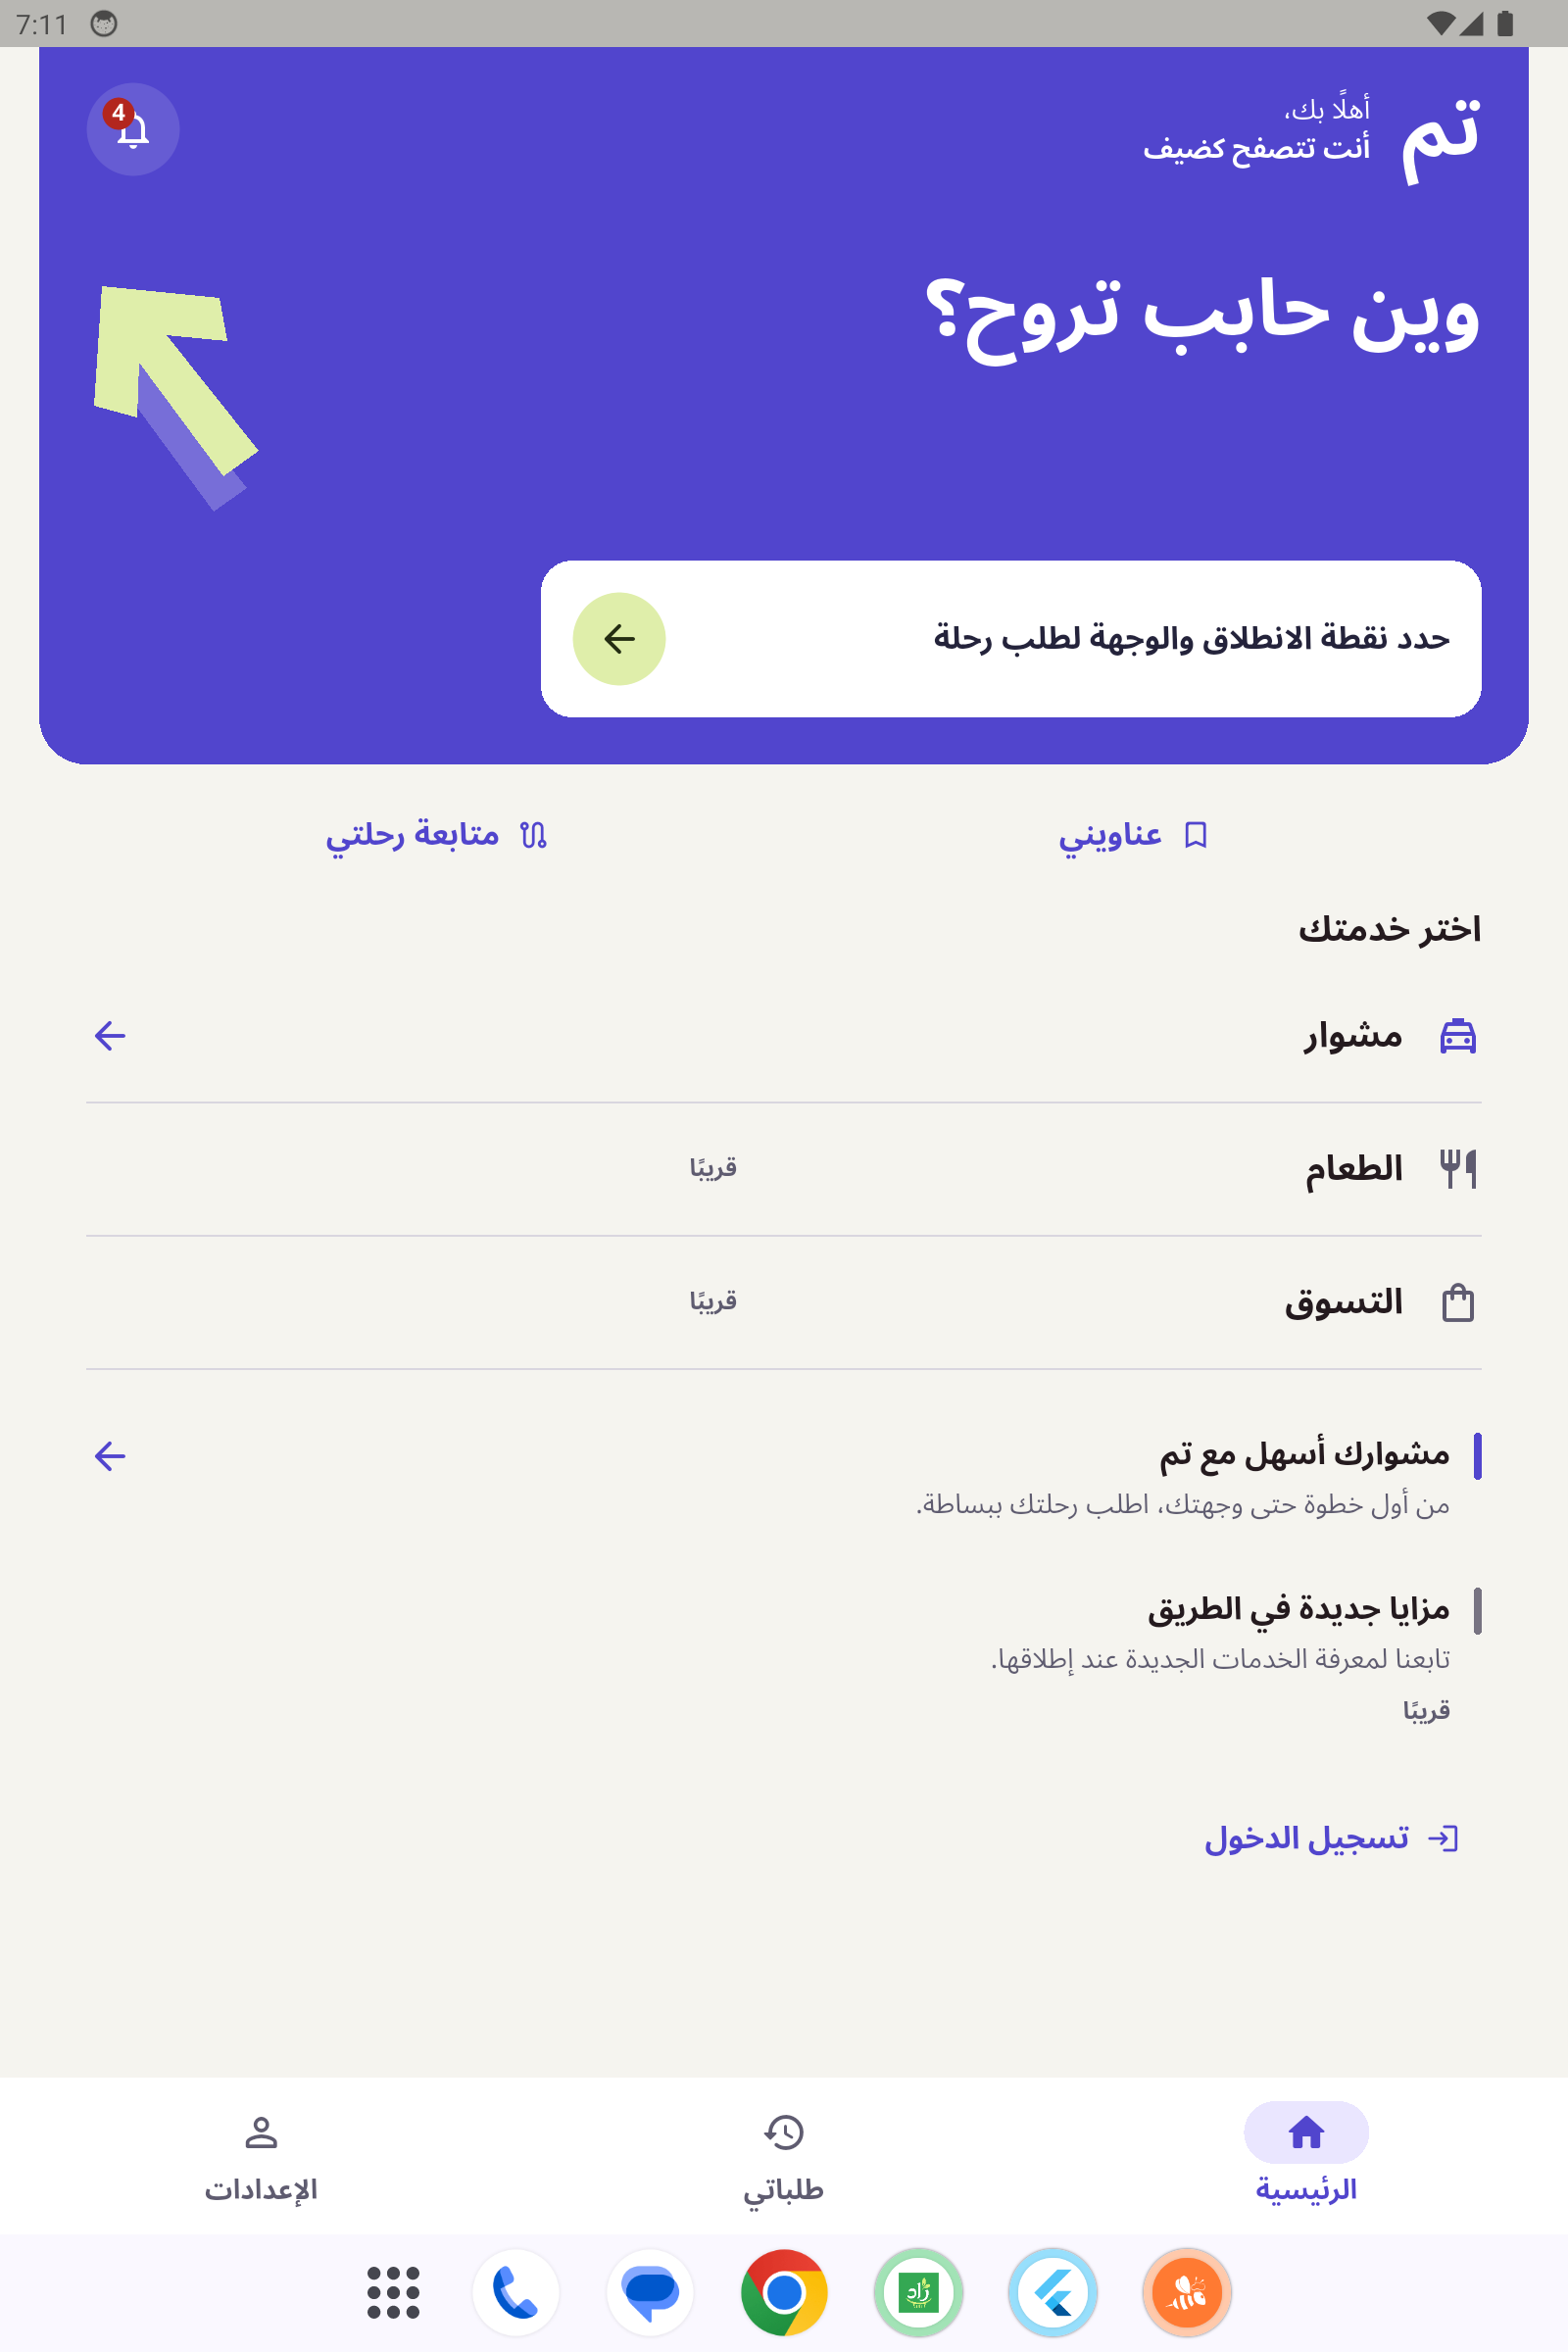 7:11
تم
أهلًا بك،
أنت تتصفح كضيف
4
وين حابب تروح؟
حدد نقطة الانطلاق والوجهة لطلب رحلة
عناويني
متابعة رحلتي
اختر خدمتك
مشوار
الطعام
قريبًا
التسوق
قريبًا
مشوارك أسهل مع تم
من أول خطوة حتى وجهتك، اطلب رحلتك ببساطة.
مزايا جديدة في الطريق
تابعنا لمعرفة الخدمات الجديدة عند إطلاقها.
قريبًا
تسجيل الدخول
الرئيسية
طلباتي
الإعدادات
زاد